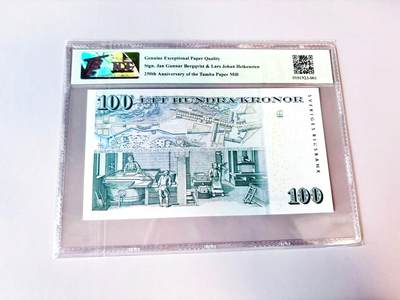 Genuine Exceptional Paper Quality
Sign. Jan Gunnar Bergqvist & Lars Johan Heikensten
250th Anniversary of the Tumba Paper Mill
100 ETT HUNDRA KRONOR
SVERIGES RIKSBANK
100